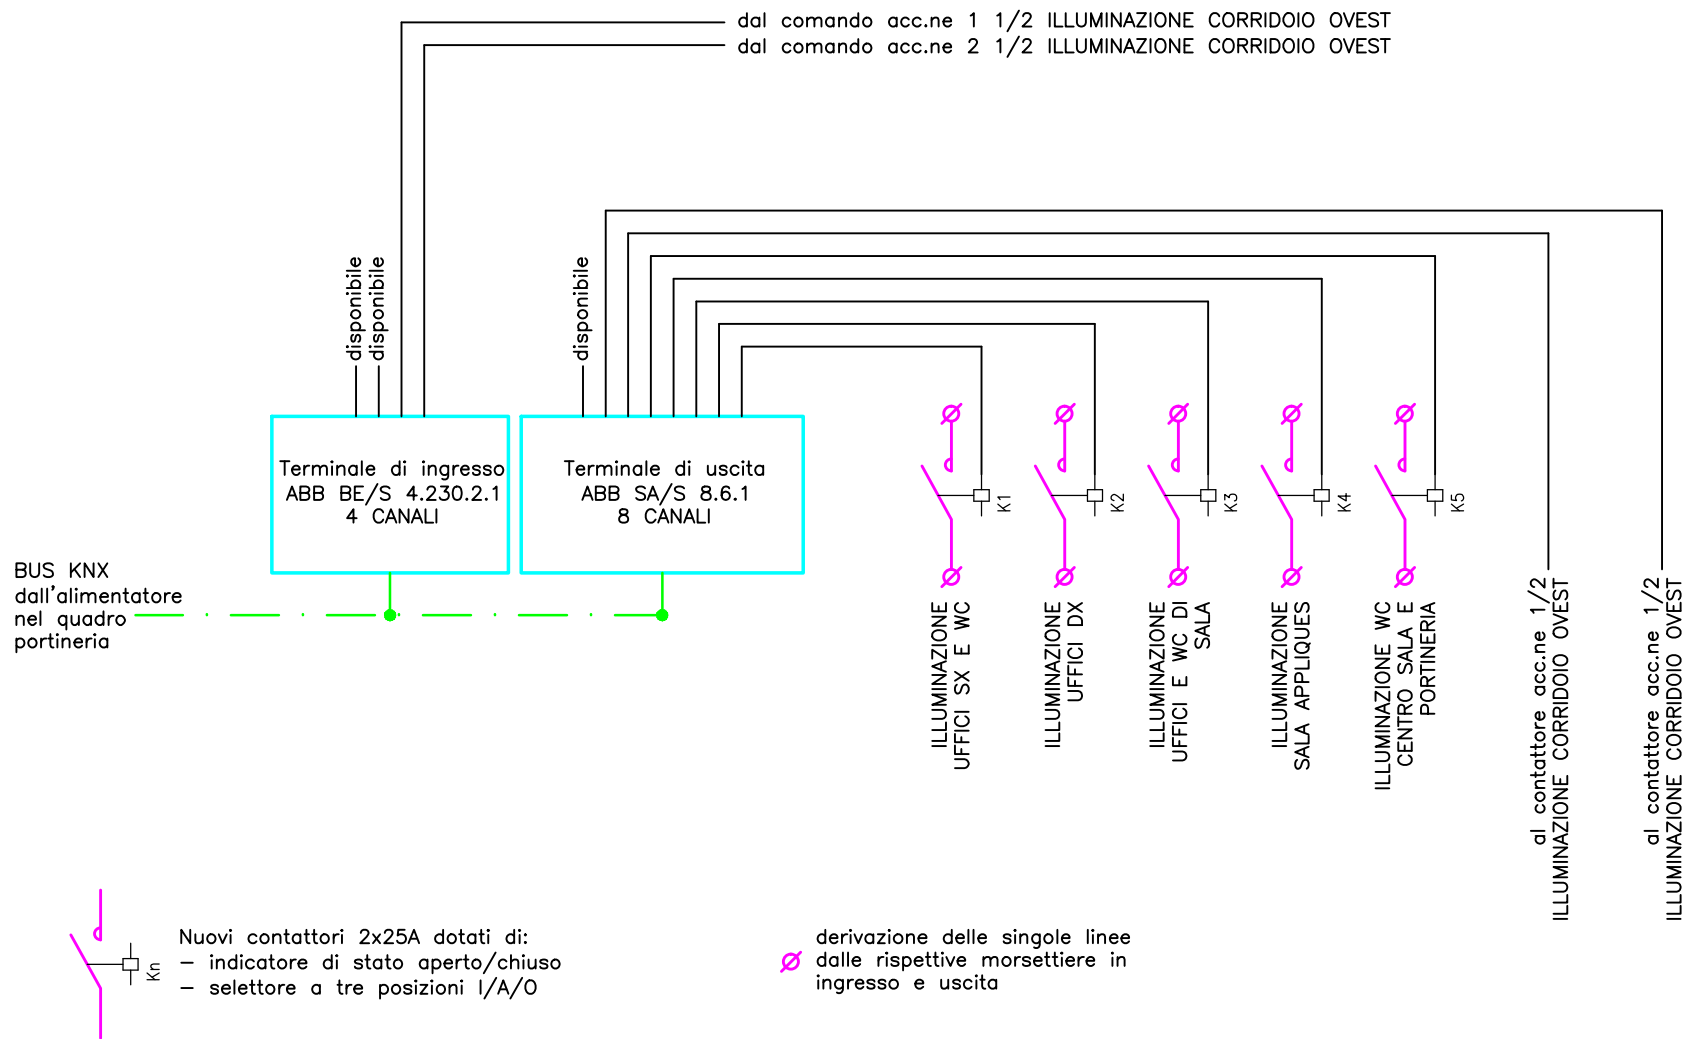 dal comando acc.ne 1 1/2 ILLUMINAZIONE CORRIDOIO OVEST
dal comando acc.ne 2 1/2 ILLUMINAZIONE CORRIDOIO OVEST
disponibile
disponibile
disponibile
Terminale di ingresso
ABB BE/S 4.230.2.1
4 CANALI
Terminale di uscita
ABB SA/S 8.6.1
8 CANALI
K1
K2
K3
K4
K5
BUS KNX
dall'alimentatore
nel quadro
portineria
ILLUMINAZIONE
UFFICI SX E WC
ILLUMINAZIONE
UFFICI DX
ILLUMINAZIONE
UFFICI E WC DI
SALA
ILLUMINAZIONE
SALA APPLIQUES
ILLUMINAZIONE WC
CENTRO SALA E
PORTINERIA
al contattore acc.ne 1/2
ILLUMINAZIONE CORRIDOIO OVEST
al contattore acc.ne 1/2
ILLUMINAZIONE CORRIDOIO OVEST
Kn
Nuovi contattori 2x25A dotati di:
- indicatore di stato aperto/chiuso
- selettore a tre posizioni I/A/O
derivazione delle singole linee
dalle rispettive morsettiere in
ingresso e uscita